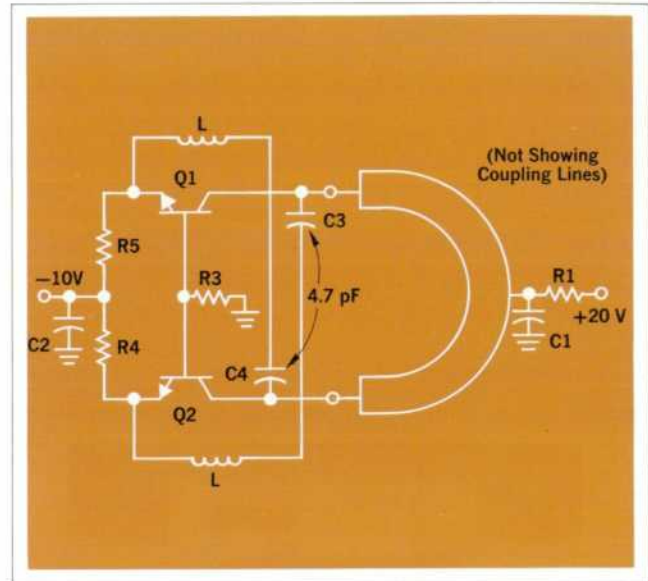 L
Q1
(Not Showing
Coupling Lines)
C3
R5
–10V
R3
4.7 pF
R1
+20 V
C2
R4
C4
C1
Q2
L